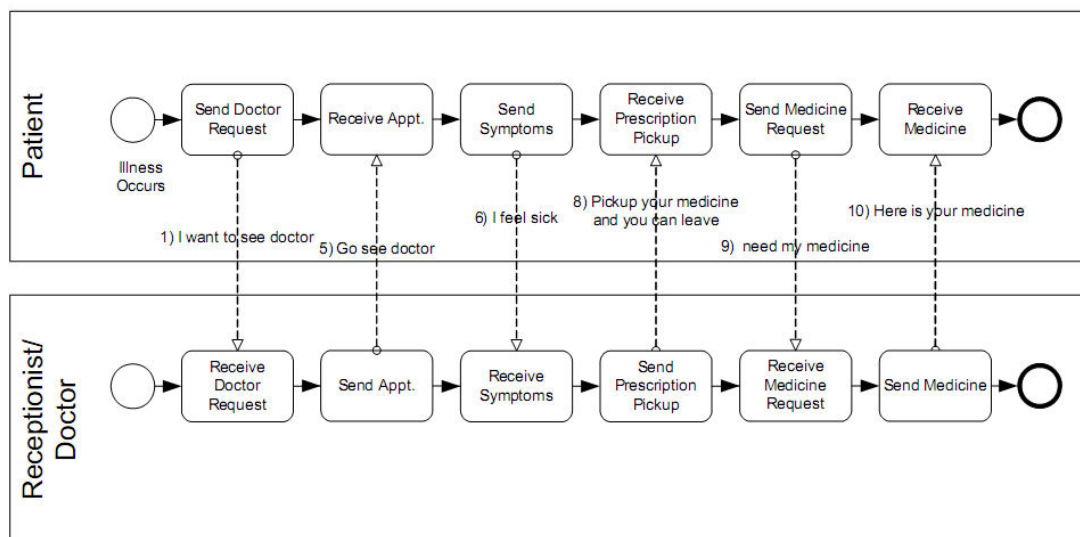 Patient
Illness
Occurs
Send Doctor
Request
Receive Appt.
Send
Symptoms
Receive
Prescription
Pickup
Send Medicine
Request
Receive
Medicine
1) I want to see doctor
5) Go see doctor
6) I feel sick
8) Pickup your medicine
and you can leave
9) need my medicine
10) Here is your medicine
Receptionist/
Doctor
Receive
Doctor
Request
Send Appt.
Receive
Symptoms
Send
Prescription
Pickup
Receive
Medicine
Request
Send Medicine